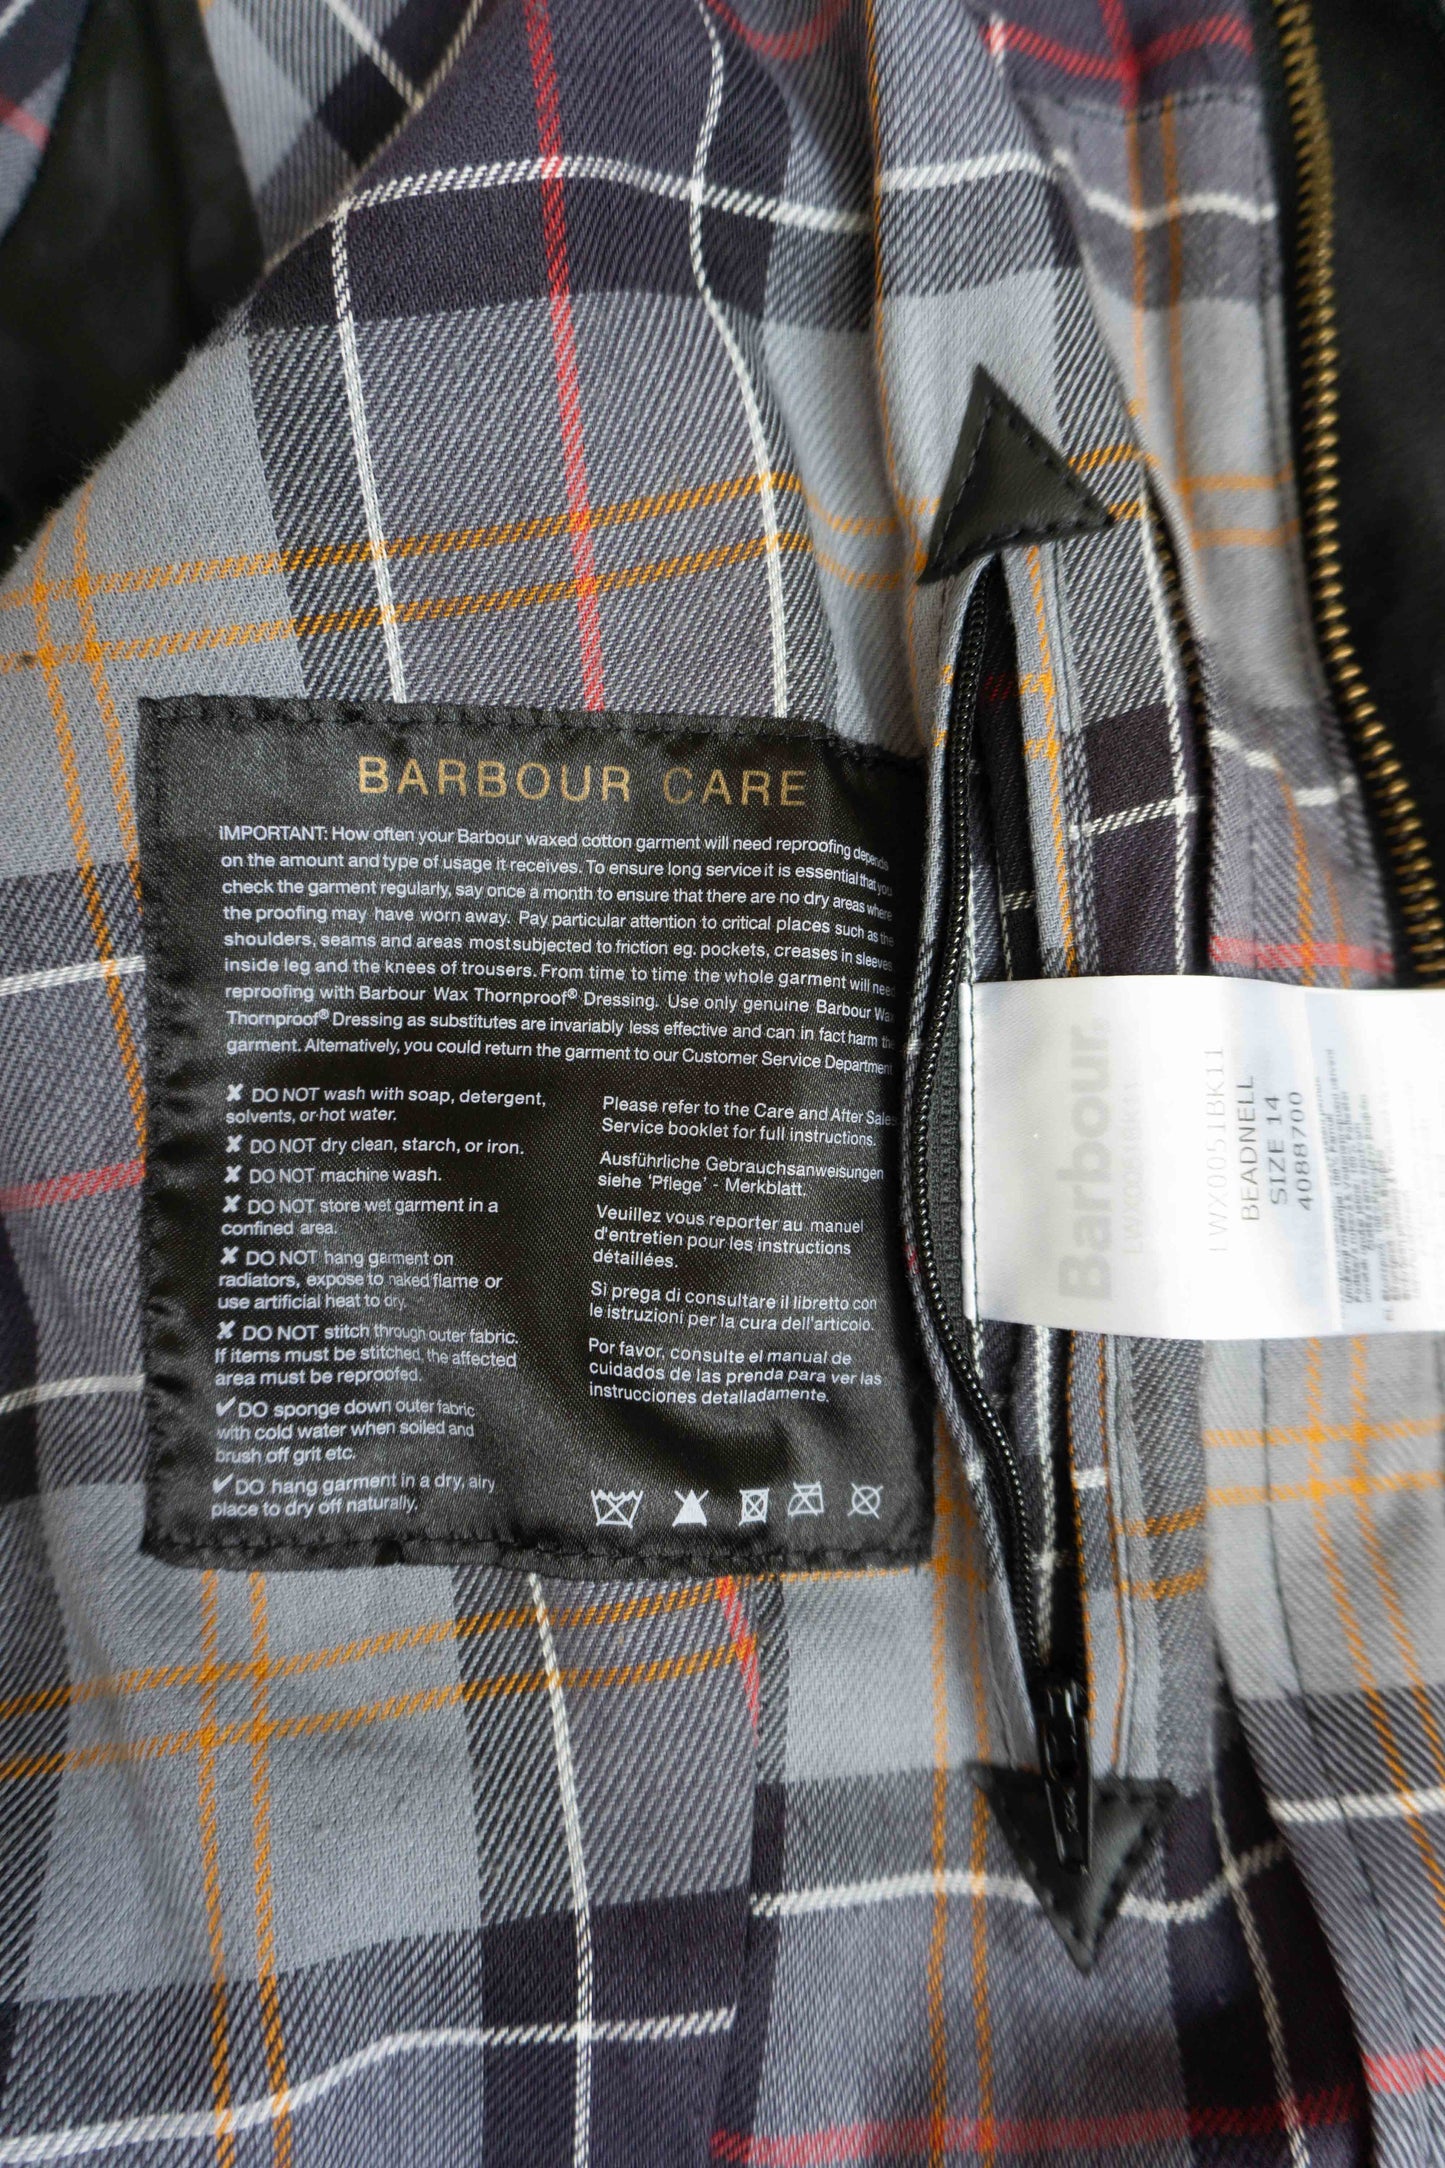 BARBOUR CARE
IMPORTANT: How often your Barbour waxed cotton garment will need reproofing depends
on the amount and type of usage it receives. To ensure long service it is essential that you
check the garment regularly, say once a month to ensure that there are no dry areas where
the proofing may have worn away. Pay particular attention to critical places such as the
shoulders, seams and areas most subjected to friction eg. pockets, creases in sleeves
inside leg and the knees of trousers. From time to time the whole garment will need
reproofing with Barbour Wax Thornproof® Dressing. Use only genuine Barbour Wax
Thornproof® Dressing as substitutes are invariably less effective and can in fact harm the
garment. Alternatively, you could return the garment to our Customer Service Department
✘ DO NOT wash with soap, detergent,
solvents, or hot water.
✘ DO NOT dry clean, starch, or iron.
✘ DO NOT machine wash.
✘ DO NOT store wet garment in a
confined area.
✘ DO NOT hang garment on
radiators, expose to naked flame or
use artificial heat to dry.
✘ DO NOT stitch through outer fabric.
If items must be stitched, the affected
area must be reproofed.
✔ DO sponge down outer fabric
with cold water when soiled and
brush off grit etc.
✔ DO hang garment in a dry, airy
place to dry off naturally.
Please refer to the Care and After Sales
Service booklet for full instructions.
Ausführliche Gebrauchsanweisungen
siehe 'Pflege' - Merkblatt.
Veuillez vous reporter au manuel
d'entretien pour les instructions
détaillées.
Si prega di consultare il libretto con
le istruzioni per la cura dell'articolo.
Por favor, consulte el manual de
cuidados de las prenda para ver las
instrucciones detalladamente.
Barbour.
LWX0051BK11
BEADNELL
SIZE 14
4088700